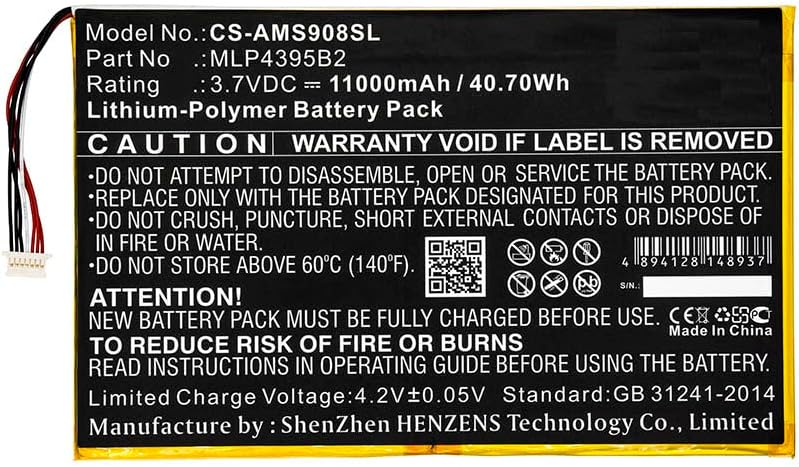 Model No.: CS-AMS908SL
Part No.: MLP4395B2
Rating : 3.7VDC ⎓ 11000mAh / 40.70Wh
Lithium-Polymer Battery Pack
CAUTION WARRANTY VOID IF LABEL IS REMOVED
•DO NOT ATTEMPT TO DISASSEMBLE, OPEN OR SERVICE THE BATTERY PACK.
•REPLACE ONLY WITH THE BATTERY PACK DESIGNATED FOR THIS PRODUCT.
•DO NOT CRUSH, PUNCTURE, SHORT EXTERNAL CONTACTS OR DISPOSE OF
IN FIRE OR WATER.
•DO NOT STORE ABOVE 60°C (140°F).
4 894128 148937
S/N.:
ATTENTION!
NEW BATTERY PACK MUST BE FULLY CHARGED BEFORE USE.
Made In China
TO REDUCE RISK OF FIRE OR BURNS
READ AND FOLLOW INSTRUCTIONS IN OPERATING BEFORE USE.
Limited Charge Voltage:4.2V±0.05V Standard:GB 31241-2014
Manufacture by : ShenZhen HENZENS Technology Co., Ltd.